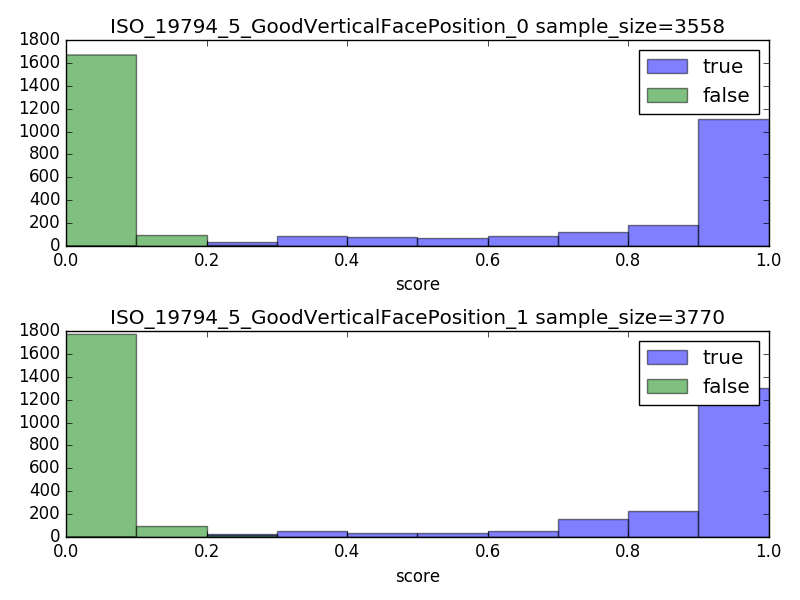 ISO_19794_5_GoodVerticalFacePosition_0 sample_size=3558
1800
1600
1400
1200
1000
800
600
400
200
0
true
false
0.0 0.2 0.4 0.6 0.8 1.0
score
ISO_19794_5_GoodVerticalFacePosition_1 sample_size=3770
1800
1600
1400
1200
1000
800
600
400
200
0
true
false
0.0 0.2 0.4 0.6 0.8 1.0
score